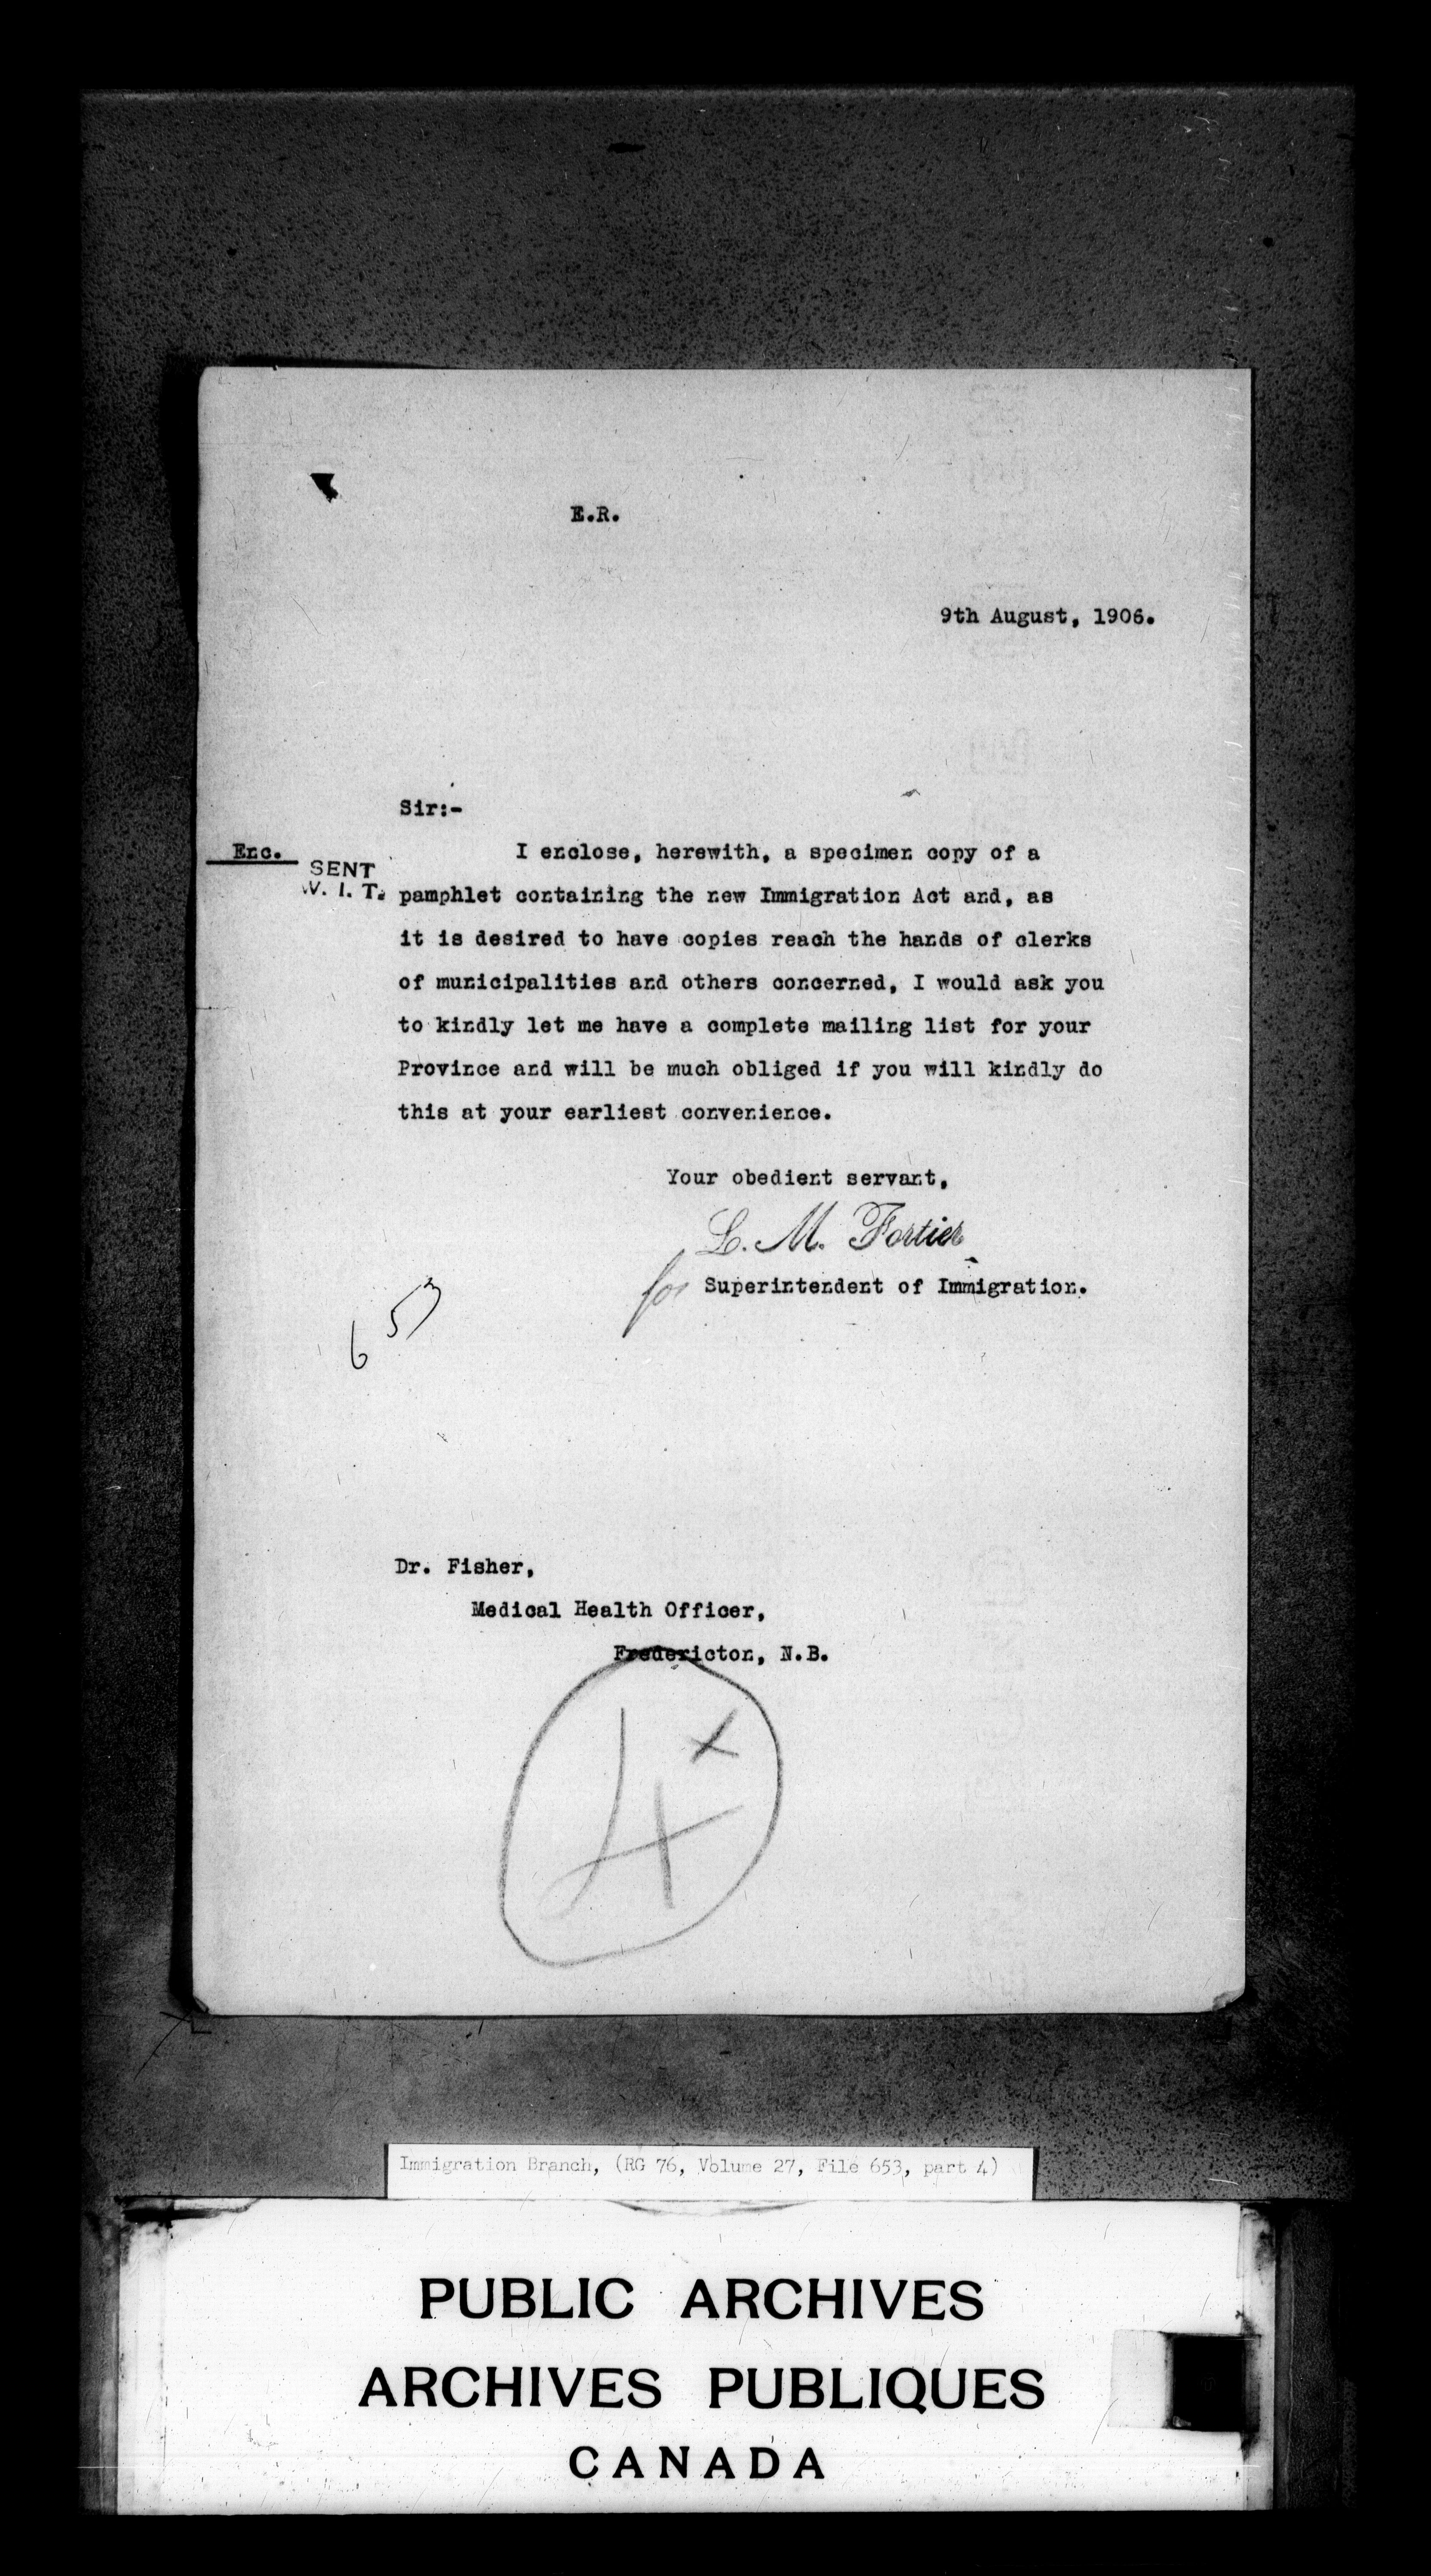 E.R.
9th August, 1906.
Sir:-
Enc.
SENT
W. I. T.
I enclose, herewith, a specimen copy of a
pamphlet containing the new Immigration Act and, as
it is desired to have copies reach the hands of clerks
of municipalities and others concerned, I would ask you
to kindly let me have a complete mailing list for your
Province and will be much obliged if you will kindly do
this at your earliest convenience.
Your obedient servant,
L. M. Fortier
for Superintendent of Immigration.
653
Dr. Fisher,
Medical Health Officer,
Fredericton, N.B.
4 x
Immigration Branch, (RG 76, Volume 27, File 653, part 4)
PUBLIC ARCHIVES
ARCHIVES PUBLIQUES
CANADA